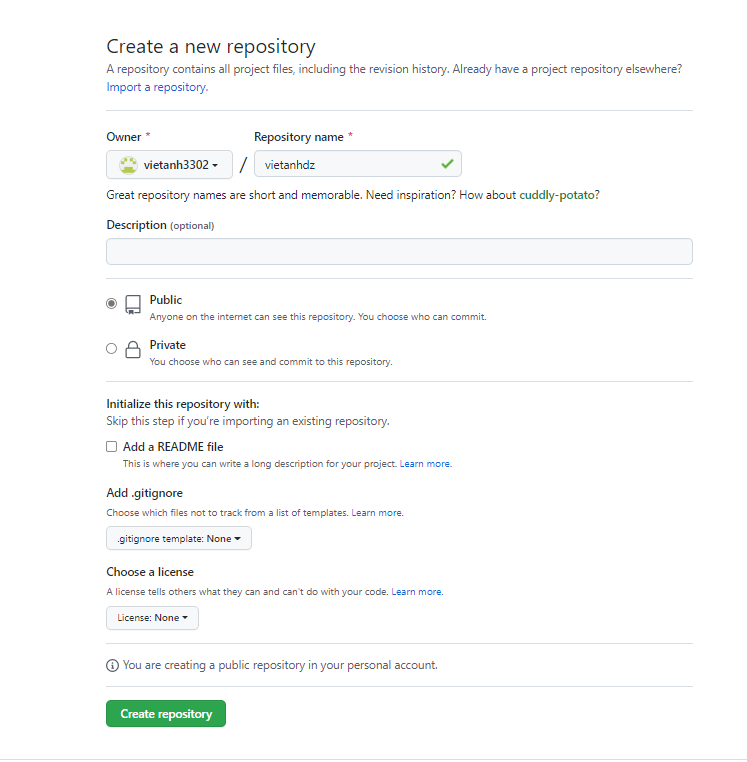 Create a new repository
A repository contains all project files, including the revision history. Already have a project repository elsewhere?
Import a repository.
Owner *
Repository name *
vietanh3302
/
vietanhdz
Great repository names are short and memorable. Need inspiration? How about cuddly-potato?
Description (optional)
Public
Anyone on the internet can see this repository. You choose who can commit.
Private
You choose who can see and commit to this repository.
Initialize this repository with:
Skip this step if you're importing an existing repository.
Add a README file
This is where you can write a long description for your project. Learn more.
Add .gitignore
Choose which files not to track from a list of templates. Learn more.
.gitignore template: None
Choose a license
A license tells others what they can and can't do with your code. Learn more.
License: None
You are creating a public repository in your personal account.
Create repository